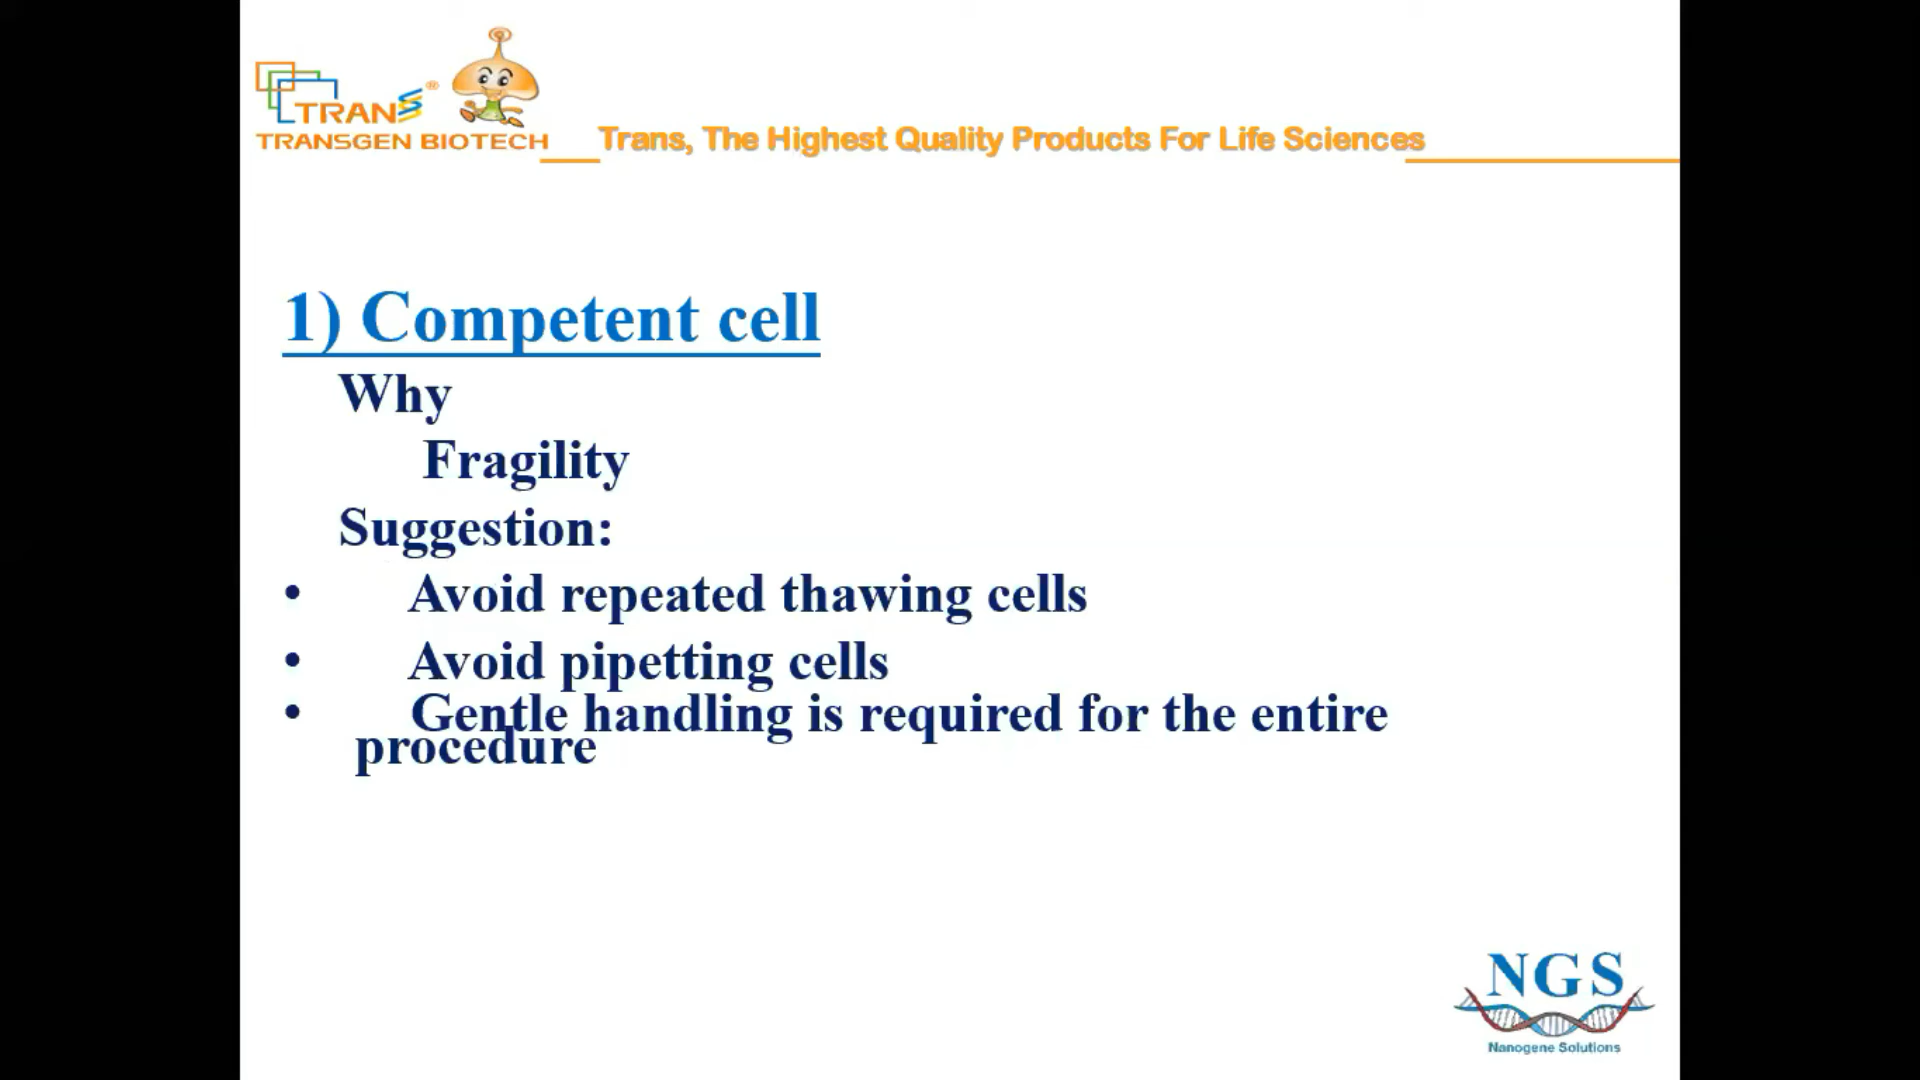 TRANS®
TRANSGEN BIOTECH
Trans, The Highest Quality Products For Life Sciences
1) Competent cell
Why
Fragility
Suggestion:
• Avoid repeated thawing cells
• Avoid pipetting cells
• Gentle handling is required for the entire
procedure
NGS
Nanogene Solutions